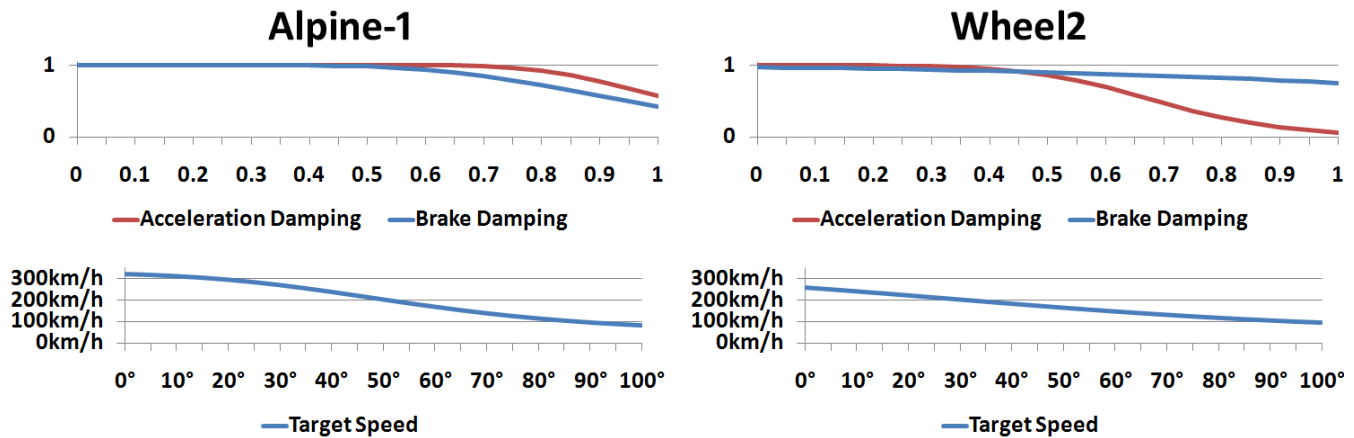 Alpine-1
1
0
0 0.1 0.2 0.3 0.4 0.5 0.6 0.7 0.8 0.9 1
Acceleration Damping Brake Damping
300km/h
200km/h
100km/h
0km/h
0° 10° 20° 30° 40° 50° 60° 70° 80° 90° 100°
Target Speed
Wheel2
1
0
0 0.1 0.2 0.3 0.4 0.5 0.6 0.7 0.8 0.9 1
Acceleration Damping Brake Damping
300km/h
200km/h
100km/h
0km/h
0° 10° 20° 30° 40° 50° 60° 70° 80° 90° 100°
Target Speed